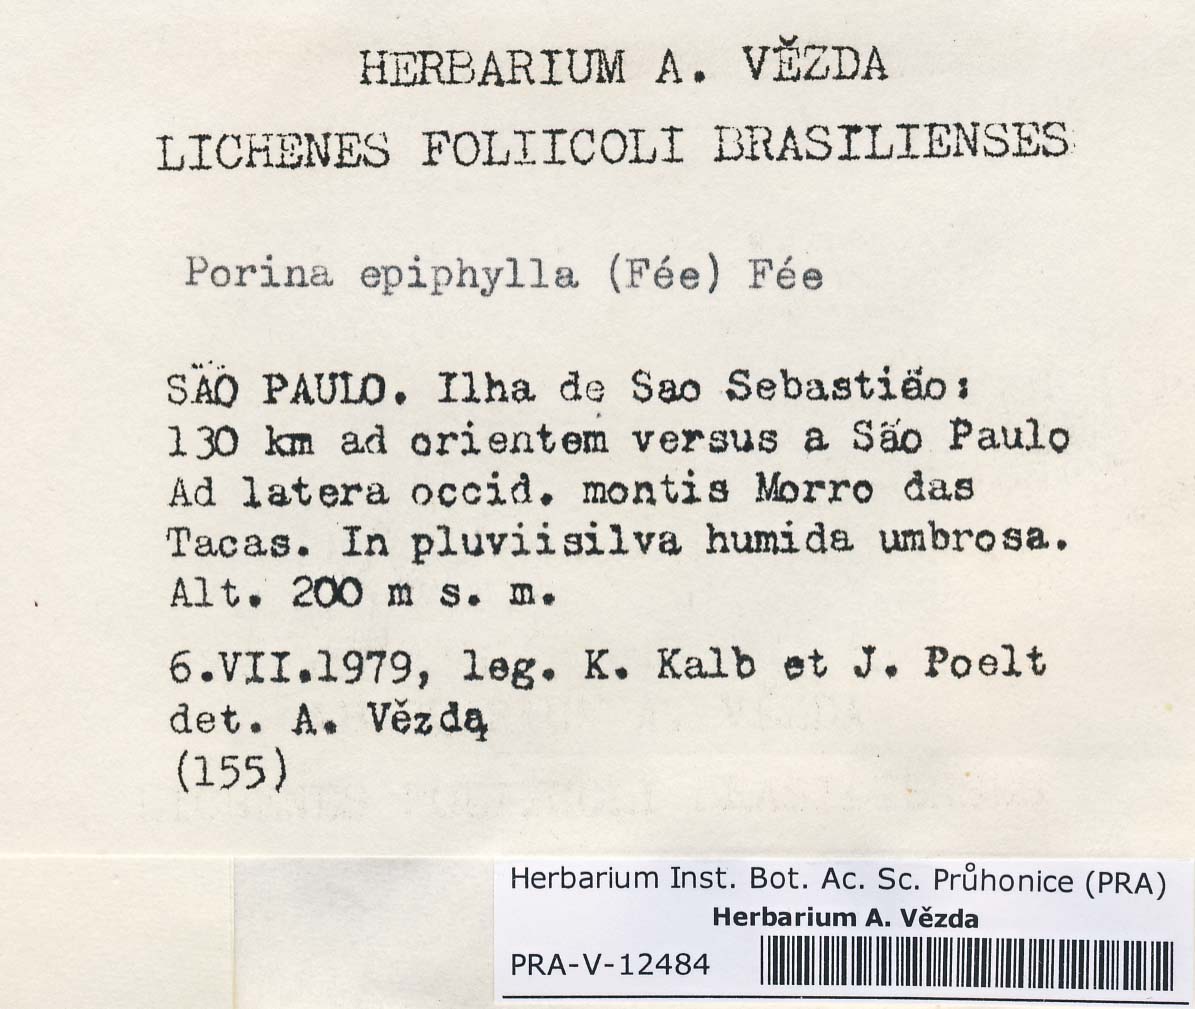 HERBARIUM A. VĚZDA
LICHENES FOLIICOLI BRASILIENSES
Porina epiphylla (Fée) Fée
SÃO PAULO. Ilha de Sao Sebastião:
130 km ad orientem versus a São Paulo
Ad latera occid. montis Morro das
Tacas. In pluviisilva humida umbrosa.
Alt. 200 m s. m.
6.VII.1979, leg. K. Kalb et J. Poelt
det. A. Vězda
(155)
Herbarium Inst. Bot. Ac. Sc. Průhonice (PRA)
Herbarium A. Vězda
PRA-V-12484